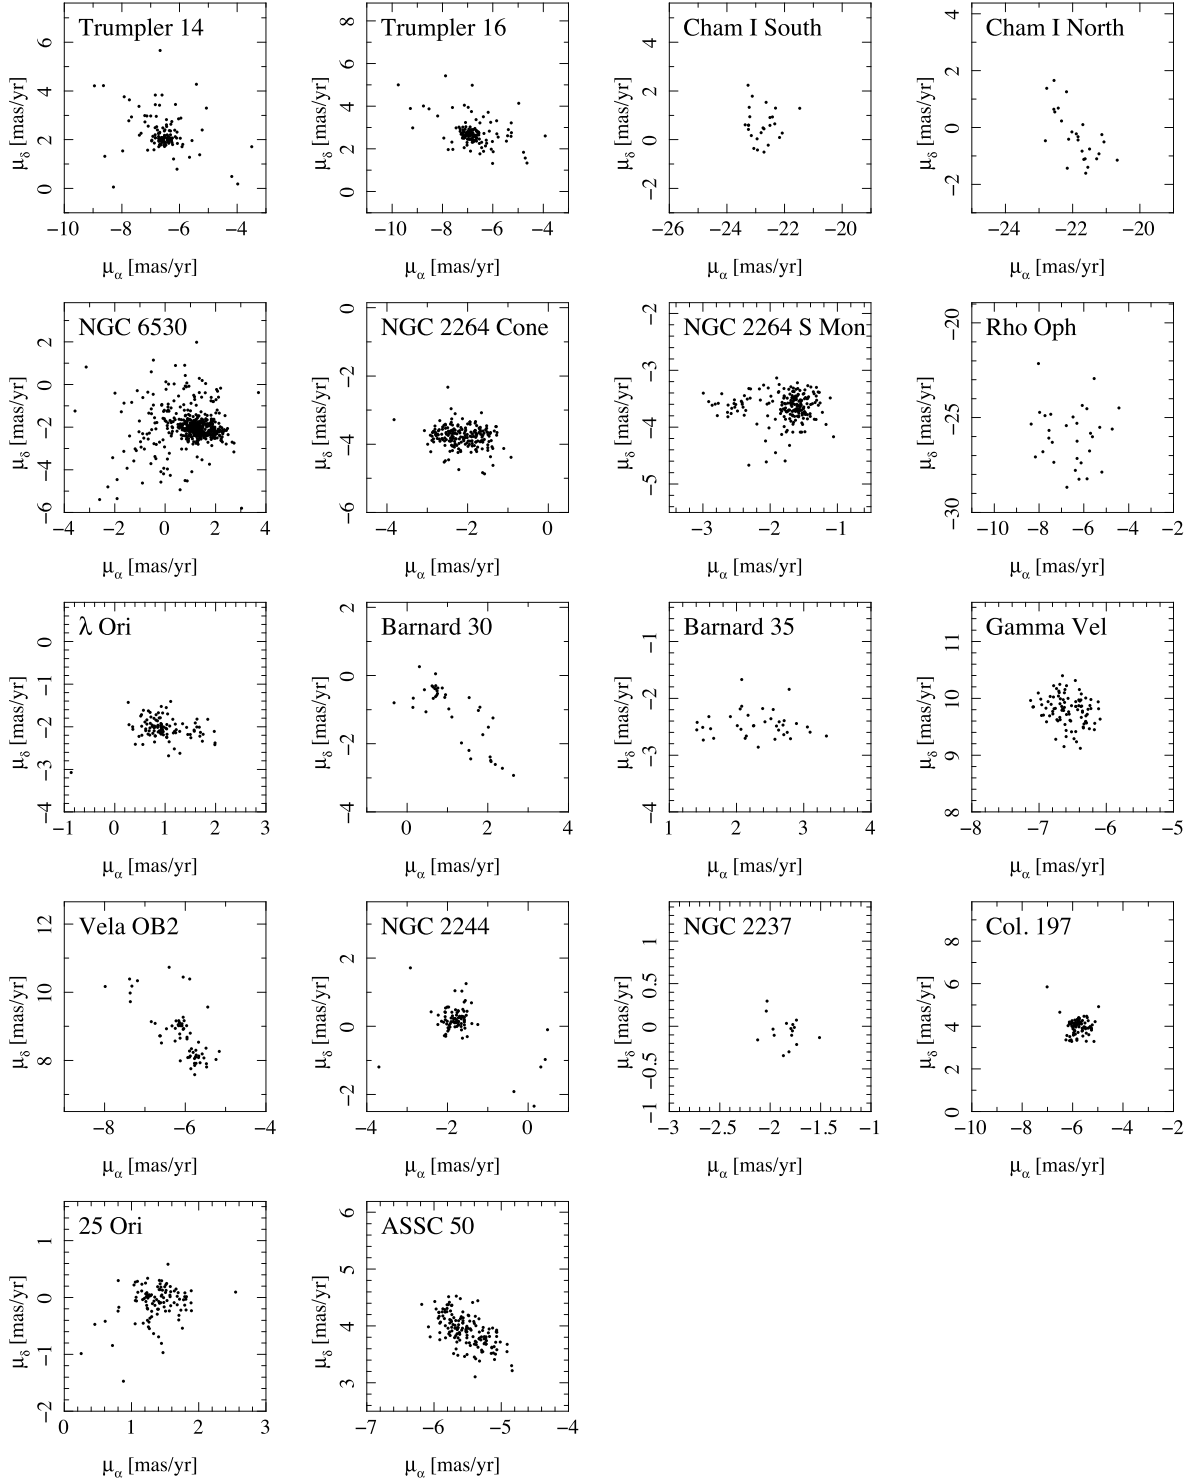 Trumpler 14
Trumpler 16
Cham I South
Cham I North
μδ [mas/yr]
0 2 4 6
μδ [mas/yr]
0 2 4 6 8
μδ [mas/yr]
−2 0 2 4
μδ [mas/yr]
−2 0 2 4
−10 −8 −6 −4
−10 −8 −6 −4
−26 −24 −22 −20
−24 −22 −20
μα [mas/yr]
μα [mas/yr]
μα [mas/yr]
μα [mas/yr]
NGC 6530
NGC 2264 Cone
NGC 2264 S Mon
Rho Oph
μδ [mas/yr]
−6 −4 −2 0 2
μδ [mas/yr]
−6 −4 −2 0
μδ [mas/yr]
−5 −4 −3 −2
μδ [mas/yr]
−30 −25 −20
−4 −2 0 2 4
−4 −2 0
−3 −2 −1
−10 −8 −6 −4 −2
μα [mas/yr]
μα [mas/yr]
μα [mas/yr]
μα [mas/yr]
λ Ori
Barnard 30
Barnard 35
Gamma Vel
μδ [mas/yr]
−4 −3 −2 −1 0
μδ [mas/yr]
−4 −2 0 2
μδ [mas/yr]
−4 −3 −2 −1
μδ [mas/yr]
8 9 10 11
−1 0 1 2 3
0 2 4
1 2 3 4
−8 −7 −6 −5
μα [mas/yr]
μα [mas/yr]
μα [mas/yr]
μα [mas/yr]
Vela OB2
NGC 2244
NGC 2237
Col. 197
μδ [mas/yr]
8 10 12
μδ [mas/yr]
−2 0 2
μδ [mas/yr]
−1 −0.5 0 0.5 1
μδ [mas/yr]
0 2 4 6 8
−8 −6 −4
−4 −2 0
−3 −2.5 −2 −1.5 −1
−10 −8 −6 −4 −2
μα [mas/yr]
μα [mas/yr]
μα [mas/yr]
μα [mas/yr]
25 Ori
ASSC 50
μδ [mas/yr]
−2 −1 0 1
μδ [mas/yr]
3 4 5 6
0 1 2 3
−7 −6 −5 −4
μα [mas/yr]
μα [mas/yr]